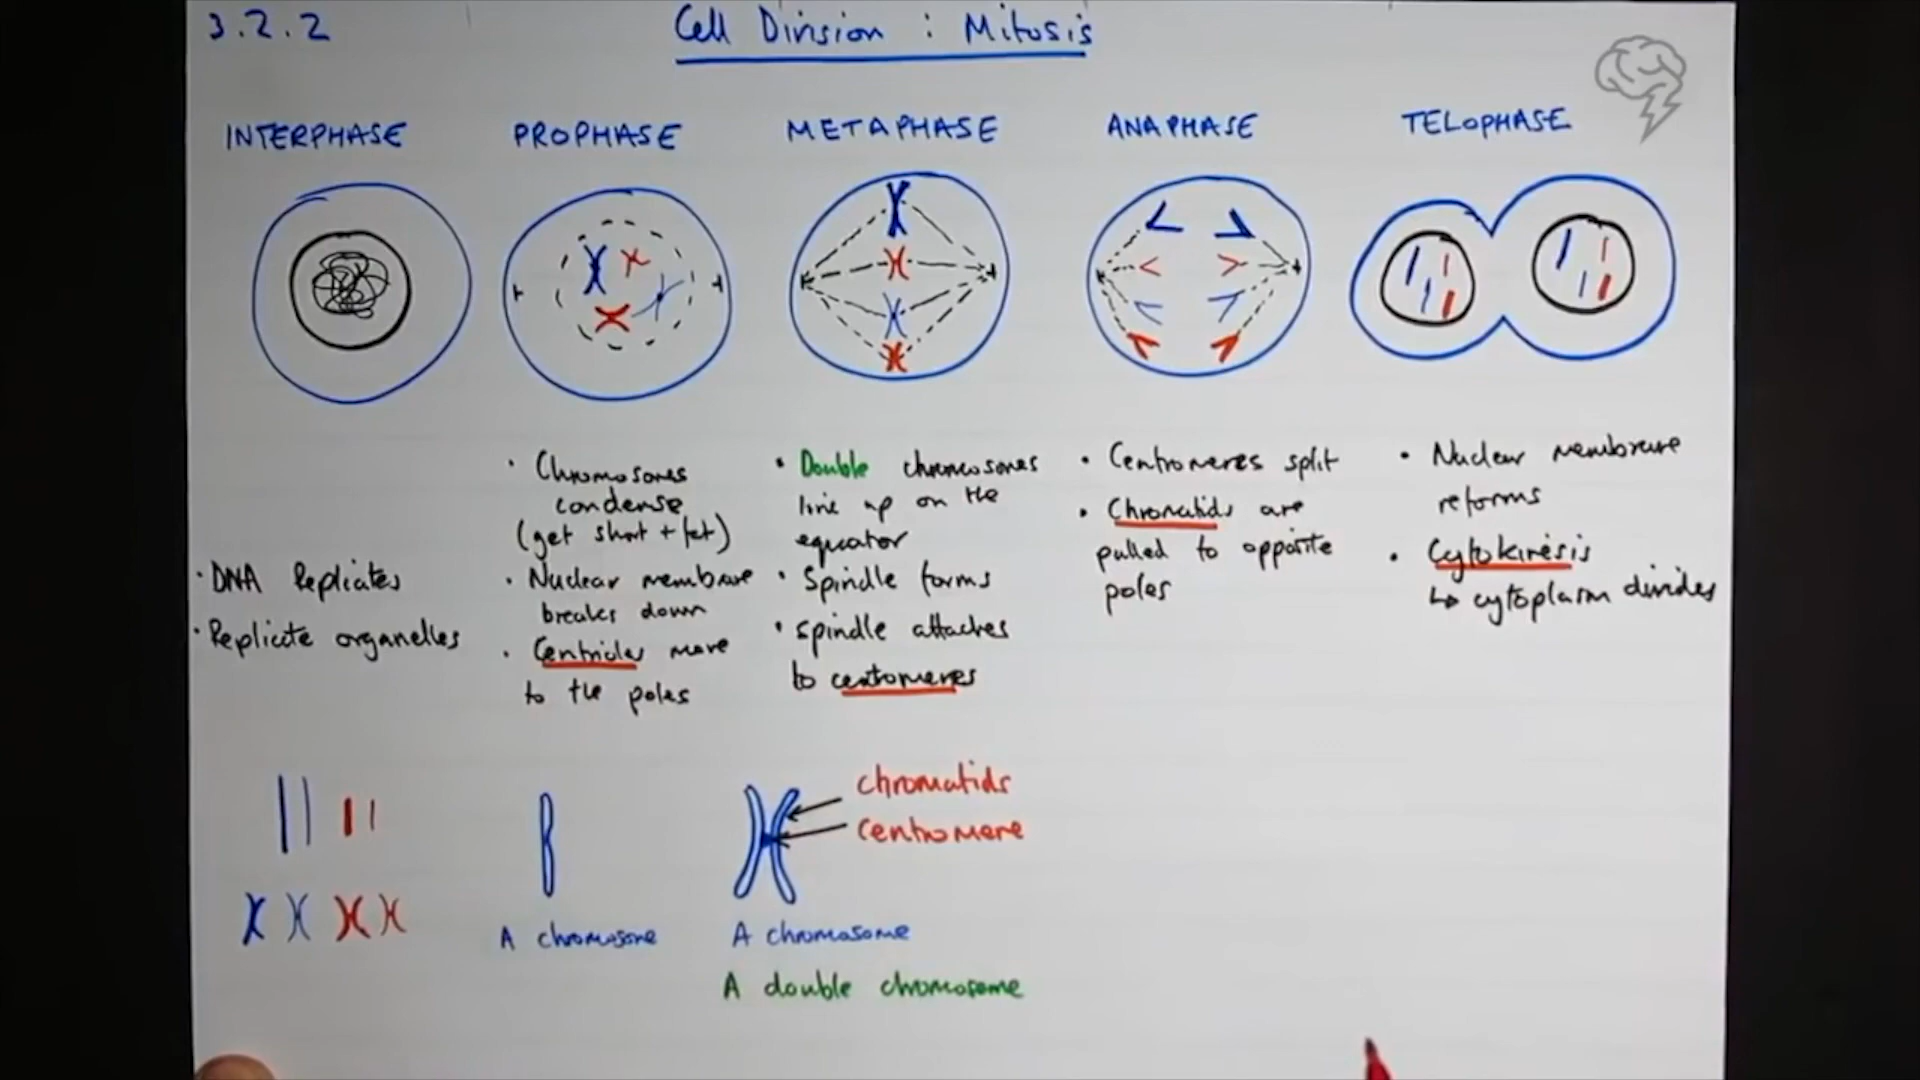 3.2.2
Cell Division : Mitosis
INTERPHASE
PROPHASE
METAPHASE
ANAPHASE
TELOPHASE
· DNA Replicates
· Replicate organelles
· Chromosomes
condense
(get short + fat)
· Nuclear membrane
breaks down
· Centrioles move
to the poles
· Double chromosomes
line up on the
equator
· Spindle forms
· Spindle attaches
to centromeres
· Centromeres split
· Chromatids are
pulled to opposite
poles
· Nuclear membrane
reforms
· Cytokinesis
↳ cytoplasm divides
chromatids
centromere
A chromosome
A chromosome
A double chromosome